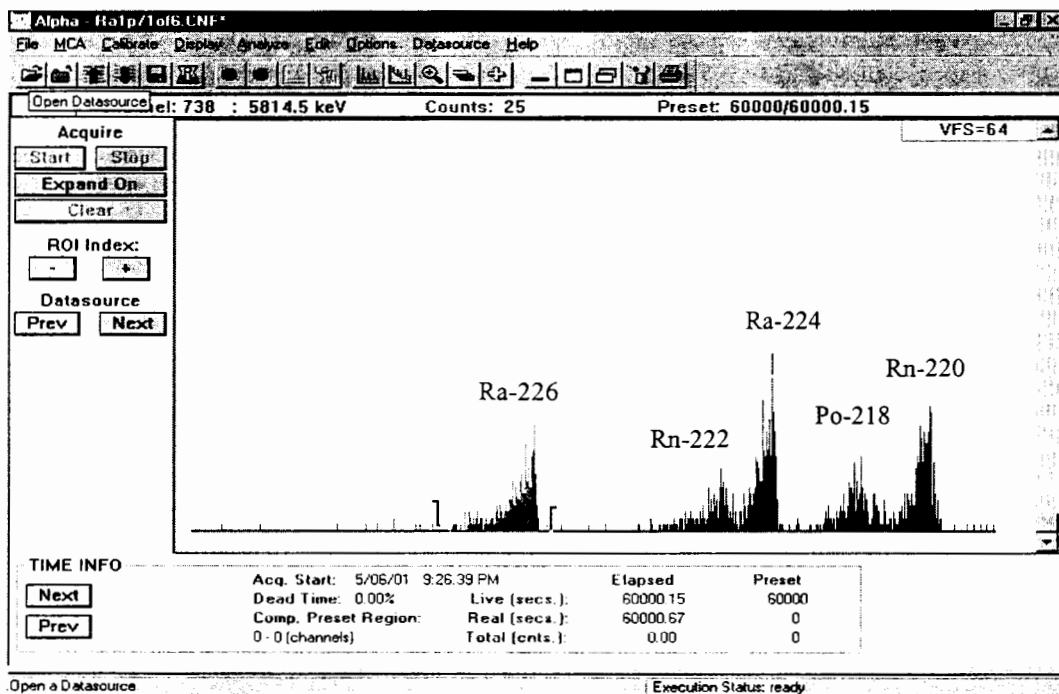 Alpha - Ra1p71of6.CNF*
File MCA Calibrate Display Analyze Edit Options Datasource Help
Open Datasource
el: 738 : 5814.5 keV Counts: 25 Preset: 60000/60000.15
VFS=64
Acquire
Start Stop
Expand On
Clear
ROI Index:
- +
Datasource
Prev Next
Ra-226
Rn-222
Ra-224
Po-218
Rn-220
TIME INFO
Next
Prev
Acq. Start: 5/06/01 9:26.39 PM Elapsed Preset
Dead Time: 0.00% Live (secs.): 60000.15 60000
Comp. Preset Region: Real (secs.): 60000.67 0
0 - 0 (channels) Total (cnts.): 0.00 0
Open a Datasource Execution Status: ready